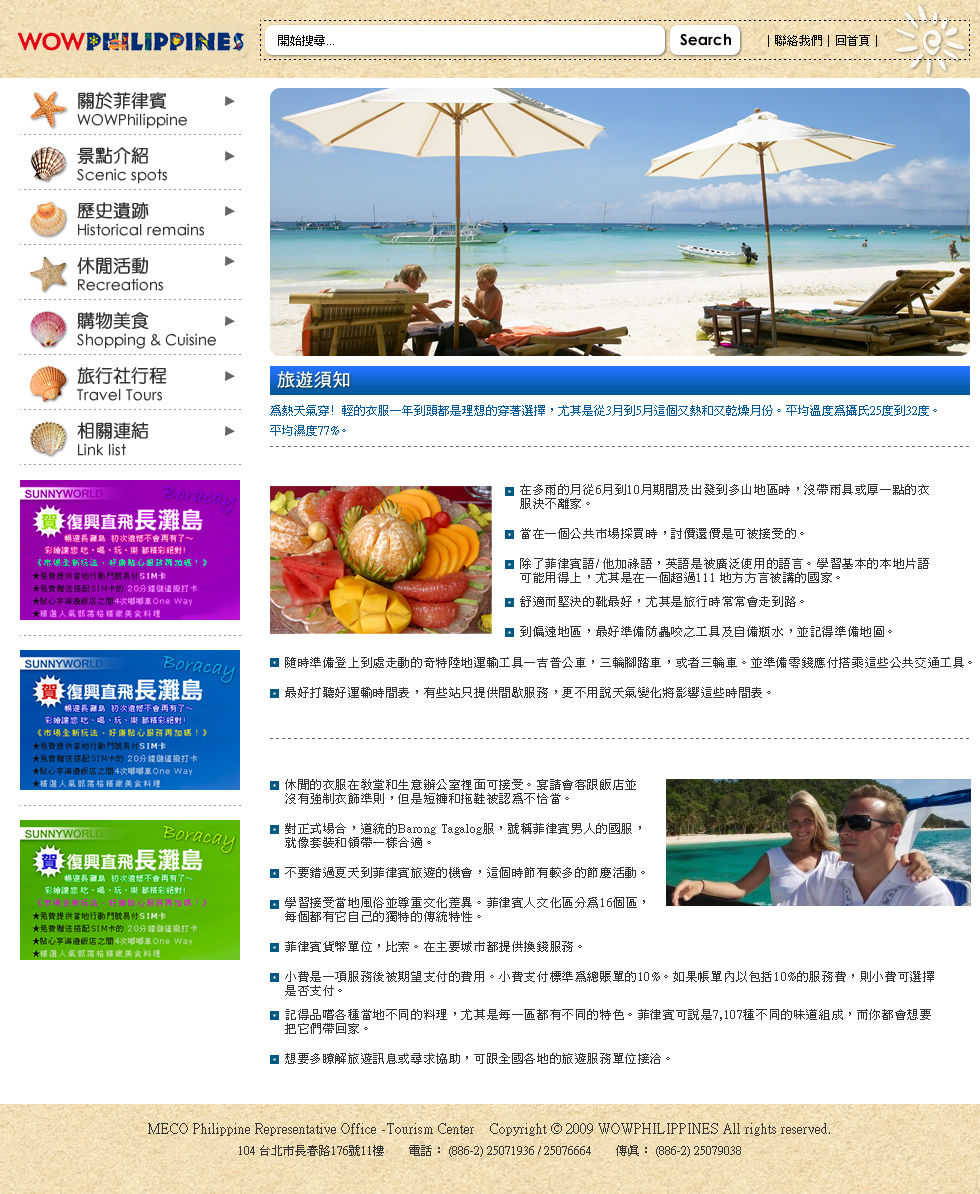 WOWPHILIPPINES
開始搜尋...
Search
| 聯絡我們 | 回首頁 |
關於菲律賓
WOWPhilippine
景點介紹
Scenic spots
歷史遺跡
Historical remains
休閒活動
Recreations
購物美食
Shopping & Cuisine
旅行社行程
Travel Tours
相關連結
Link list
SUNNYWORLD Boracay
賀 復興直飛長灘島
暢遊長灘島 初次遊憾不會再有了～
彩繪讓您 吃、喝、玩、樂 都精彩絕對!
《市場全新玩法，好康貼心服務再加碼！》
★免費提供當地行動門號易付SIM卡
★免費贈送搭配SIM卡的 20分鐘儲值撥打卡
★貼心享海邊飯店之間4次嘟嘟車One Way
★精選人氣部落格精緻美食料理
SUNNYWORLD Boracay
賀 復興直飛長灘島
暢遊長灘島 初次遊憾不會再有了～
彩繪讓您 吃、喝、玩、樂 都精彩絕對!
《市場全新玩法，好康貼心服務再加碼！》
★免費提供當地行動門號易付SIM卡
★免費贈送搭配SIM卡的 20分鐘儲值撥打卡
★貼心享海邊飯店之間4次嘟嘟車One Way
★精選人氣部落格精緻美食料理
SUNNYWORLD Boracay
賀 復興直飛長灘島
暢遊長灘島 初次遊憾不會再有了～
彩繪讓您 吃、喝、玩、樂 都精彩絕對!
《市場全新玩法，好康貼心服務再加碼！》
★免費提供當地行動門號易付SIM卡
★免費贈送搭配SIM卡的 20分鐘儲值撥打卡
★貼心享海邊飯店之間4次嘟嘟車One Way
★精選人氣部落格精緻美食料理
旅遊須知
為熱天氣穿! 輕的衣服一年到頭都是理想的穿著選擇，尤其是從3月到5月這個又熱和又乾燥月份。平均溫度為攝氏25度到32度。
平均濕度77%。
在多雨的月從6月到10月期間及出發到多山地區時，沒帶雨具或厚一點的衣
服決不離家。
當在一個公共市場採買時，討價還價是可被接受的。
除了菲律賓語/ 他加祿語，英語是被廣泛使用的語言。學習基本的本地片語
可能用得上，尤其是在一個超過111 地方方言被講的國家。
舒適而堅決的靴最好，尤其是旅行時常常會走到路。
到偏遠地區，最好準備防蟲咬之工具及自備瓶水，並記得準備地圖。
隨時準備登上到處走動的奇特陸地運輸工具一吉普公車，三輪腳踏車，或者三輪車。並準備零錢應付搭乘這些公共交通工具。
最好打聽好運輸時間表，有些站只提供間歇服務，更不用說天氣變化將影響這些時間表。
休閒的衣服在教堂和生意辦公室裡面可接受。宴請會客跟飯店並
沒有強制衣飾準則，但是短褲和拖鞋被認為不恰當。
對正式場合，道統的Barong Tagalog服，號稱菲律賓男人的國服，
就像套裝和領帶一樣合適。
不要錯過夏天到菲律賓旅遊的機會，這個時節有較多的節慶活動。
學習接受當地風俗並尊重文化差異。菲律賓人文化區分為16個區，
每個都有它自己的獨特的傳統特性。
菲律賓貨幣單位，比索。在主要城市都提供換錢服務。
小費是一項服務後被期望支付的費用。小費支付標準為總賬單的10%。如果帳單內以包括10%的服務費，則小費可選擇
是否支付。
記得品嚐各種當地不同的料理，尤其是每一區都有不同的特色。菲律賓可說是7,107種不同的味道組成，而你都會想要
把它們帶回家。
想要多瞭解旅遊訊息或尋求協助，可跟全國各地的旅遊服務單位接洽。
MECO Philippine Representative Office -Tourism Center Copyright © 2009 WOWPHILIPPINES All rights reserved.
104 台北市長春路176號11樓 電話： (886-2) 25071936 / 25076664 傳真： (886-2) 25079038